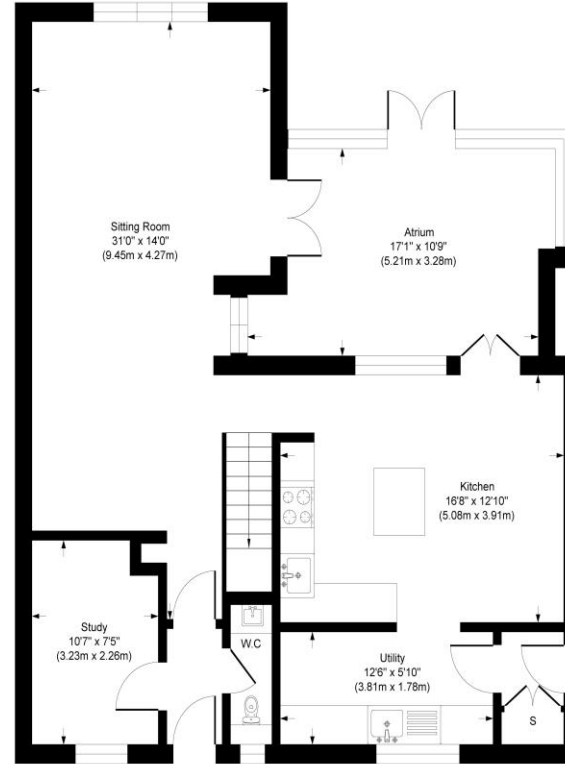 Sitting Room
31'0" x 14'0"
(9.45m x 4.27m)
Atrium
17'1" x 10'9"
(5.21m x 3.28m)
Kitchen
16'8" x 12'10"
(5.08m x 3.91m)
Study
10'7" x 7'5"
(3.23m x 2.26m)
W.C
Utility
12'6" x 5'10"
(3.81m x 1.78m)
S